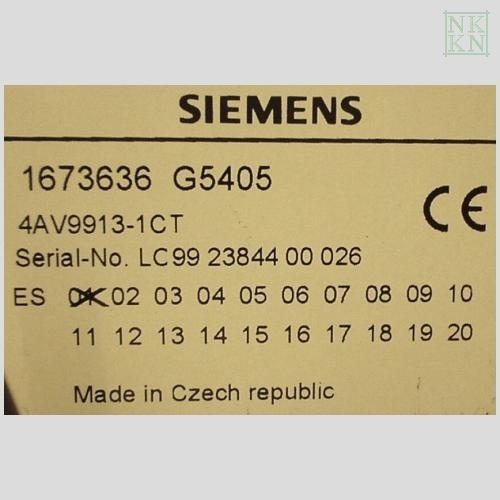 NK
KN
SIEMENS
1673636 G5405
4AV9913-1CT
Serial-No. LC99 23844 00 026
ES 02 03 04 05 06 07 08 09 10
11 12 13 14 15 16 17 18 19 20
Made in Czech republic
CE